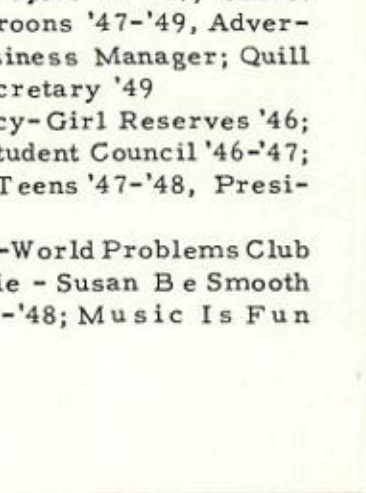 roons '47-'49, Adver-
siness Manager; Quill
cretary '49
cy-Girl Reserves '46;
tudent Council '46-'47;
Teens '47-'48, Presi-
-World Problems Club
ie - Susan B e Smooth
-'48; Music Is Fun